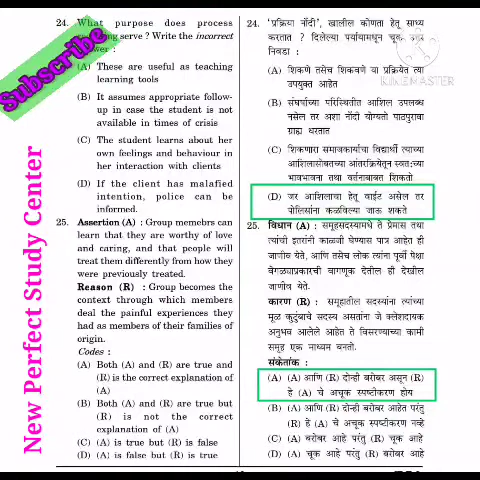 24. What purpose does process
serve ? Write the incorrect
(A) These are useful as teaching
learning tools
(B) It assumes appropriate follow-
up in case the student is not
available in times of crisis
(C) The student learns about her
own feelings and behaviour in
her interaction with clients
(D) If the client has malafied
intention, police can be
informed.
25. Assertion (A) : Group memebrs can
learn that they are worthy of love
and caring, and that people will
treat them differently from how they
were previously treated.
Reason (R) : Group becomes the
context through which members
deal the painful experiences they
had as members of their families of
origin.
Codes :
(A) Both (A) and (R) are true and
(R) is the correct explanation of
(A)
(B) Both (A) and (R) are true but
(R) is not the correct
explanation of (A)
(C) (A) is true but (R) is false
(D) (A) is false but (R) is true
24. 'प्रक्रिया नोंदी', खालील कोणता हेतू साध्य
करतात ? दिलेल्या पर्यायामधून चूक
निवडा :
(A) शिकणे तसेच शिकवणे या प्रक्रियेत त्या
उपयुक्त आहेत
(B) संघर्षाच्या परिस्थितीत आशिल उपलब्ध
नसेल तर अशा नोंदी योग्यतो पाठपुरावा
ग्राह्य धरतात
(C) शिकणारा समाजकार्याचा विद्यार्थी त्याच्या
आशिलासोबतच्या आंतरक्रियेतून स्वतःच्या
भावभावना तथा वर्तनाबाबत शिकतो
(D) जर आशिलाचा हेतू वाईट असेल तर
पोलिसांना कळविल्या जाऊ शकते
25. विधान (A) : समूहसदस्यामध्ये ते प्रेमास तथा
त्यांची इतरांनी काळजी घेण्यास पात्र आहेत ही
जाणीव येते, आणि तसेच लोक त्यांना पूर्वी पेक्षा
वेगळ्याप्रकारची वागणूक देतील ही देखील
जाणीव येते.
कारण (R) : समूहातील सदस्यांना त्यांच्या
मूळ कुटुंबाचे सदस्य असतांना जे क्लेशदायक
अनुभव आलेले आहेत ते विसरण्याच्या कामी
समूह एक माध्यम बनतो.
संकेतांक :
(A) (A) आणि (R) दोन्ही बरोबर असून (R)
हे (A) चे अचूक स्पष्टीकरण होय
(B) (A) आणि (R) दोन्ही बरोबर आहेत परंतु
(R) हे (A) चे अचूक स्पष्टीकरण नव्हे
(C) (A) बरोबर आहे परंतु (R) चूक आहे
(D) (A) चूक आहे परंतु (R) बरोबर आहे
Subscribe
New Perfect Study Center
KINEMASTER